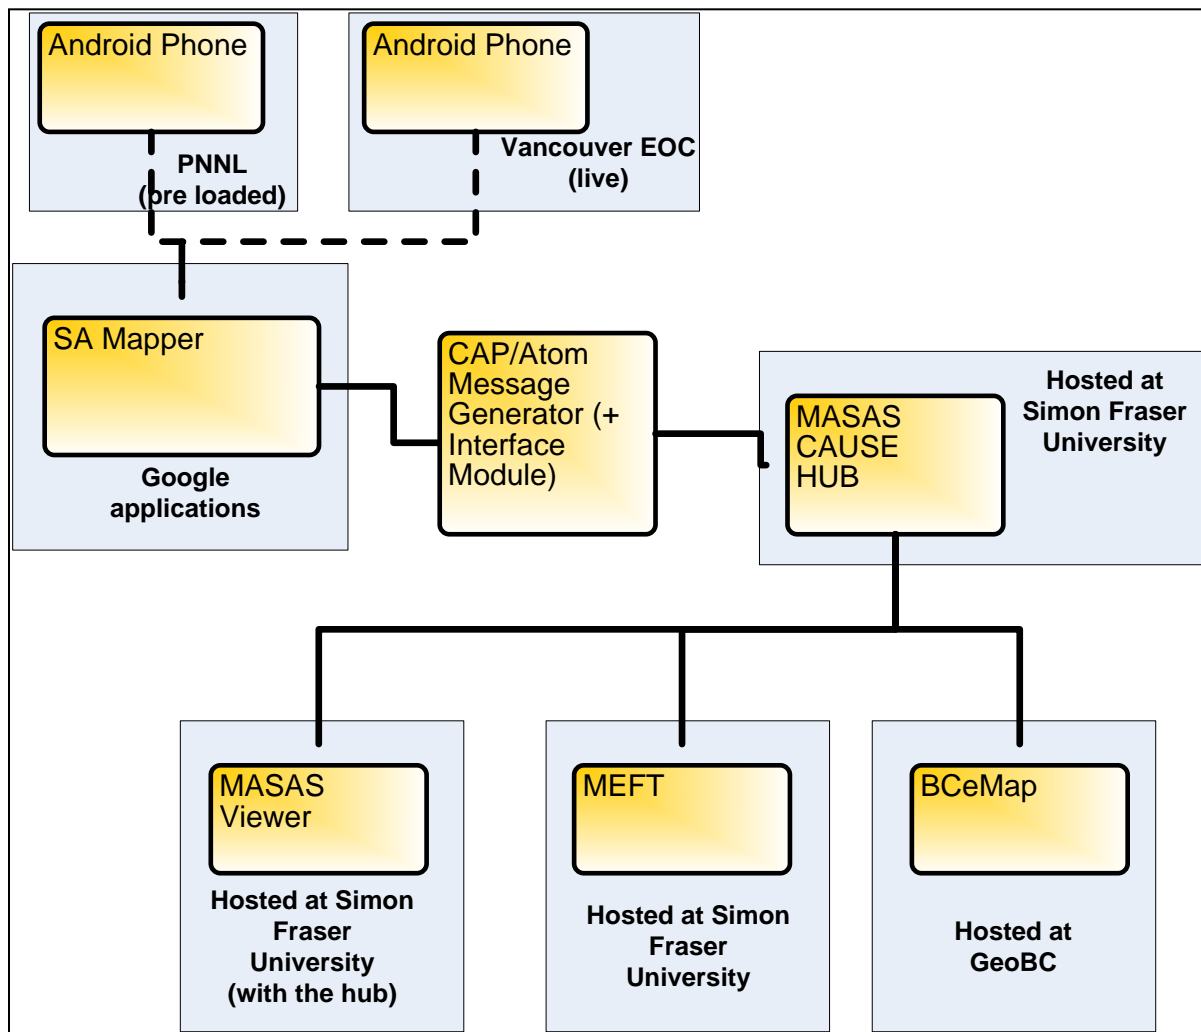 Android Phone
PNNL
(pre loaded)
Android Phone
Vancouver EOC
(live)
SA Mapper
Google
applications
CAP/Atom
Message
Generator (+
Interface
Module)
Hosted at
Simon Fraser
University
MASAS
CAUSE
HUB
MASAS
Viewer
Hosted at Simon
Fraser
University
(with the hub)
MEFT
Hosted at Simon
Fraser
University
BCeMap
Hosted at
GeoBC